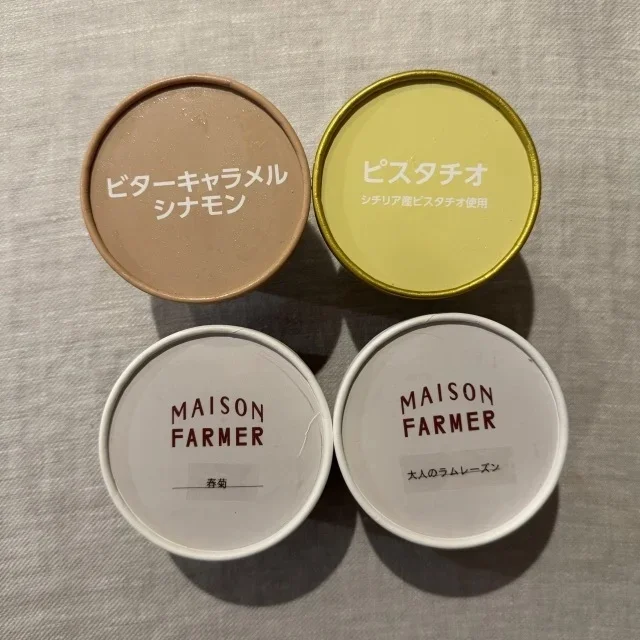 ビターキャラメル
シナモン
ピスタチオ
シチリア産ピスタチオ使用
MAISON
FARMER
春菊
MAISON
FARMER
大人のラムレーズン